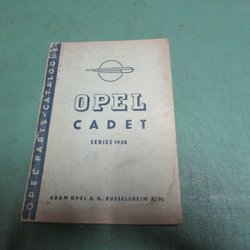 OPEL PARTS-CATALOGUE
OPEL
CADET
SERIES 1938
ADAM OPEL A. G., RUSSELSHEIM A. M.